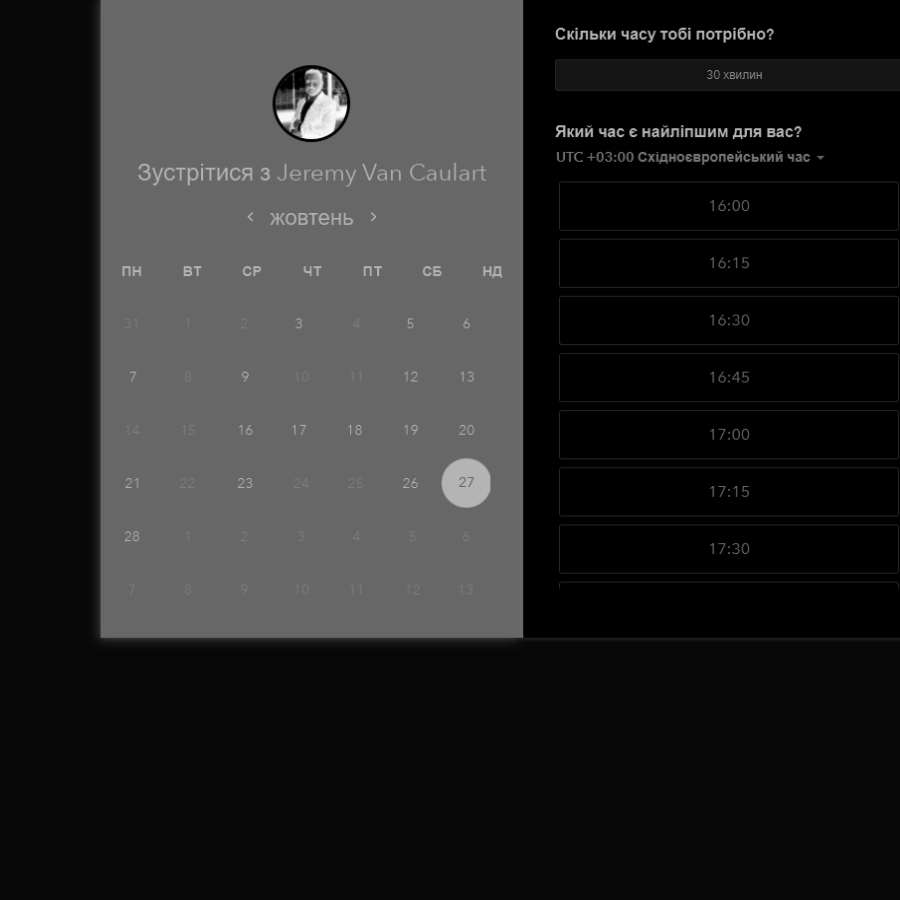 Зустрітися з Jeremy Van Caulart
жовтень
ПН ВТ СР ЧТ ПТ СБ НД
31 1 2 3 4 5 6
7 8 9 10 11 12 13
14 15 16 17 18 19 20
21 22 23 24 25 26 27
28 1 2 3 4 5 6
7 8 9 10 11 12 13
Скільки часу тобі потрібно?
30 хвилин
Який час є найліпшим для вас?
UTC +03:00 Східноєвропейський час
16:00
16:15
16:30
16:45
17:00
17:15
17:30